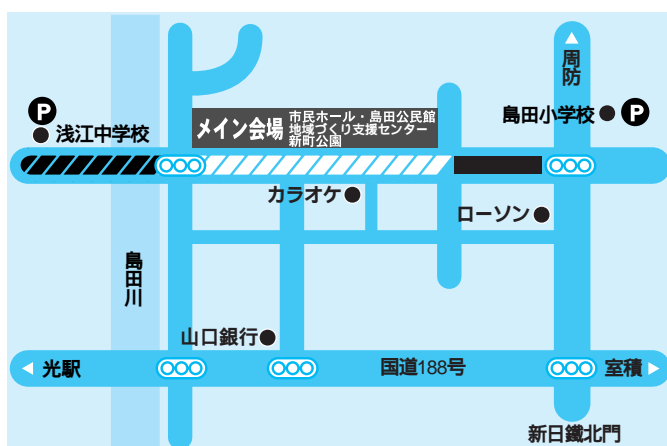 周防
P
浅江中学校
メイン会場
市民ホール・島田公民館
地域づくり支援センター
新町公園
島田小学校
P
カラオケ
ローソン
島田川
山口銀行
光駅
国道188号
室積
新日鐵北門